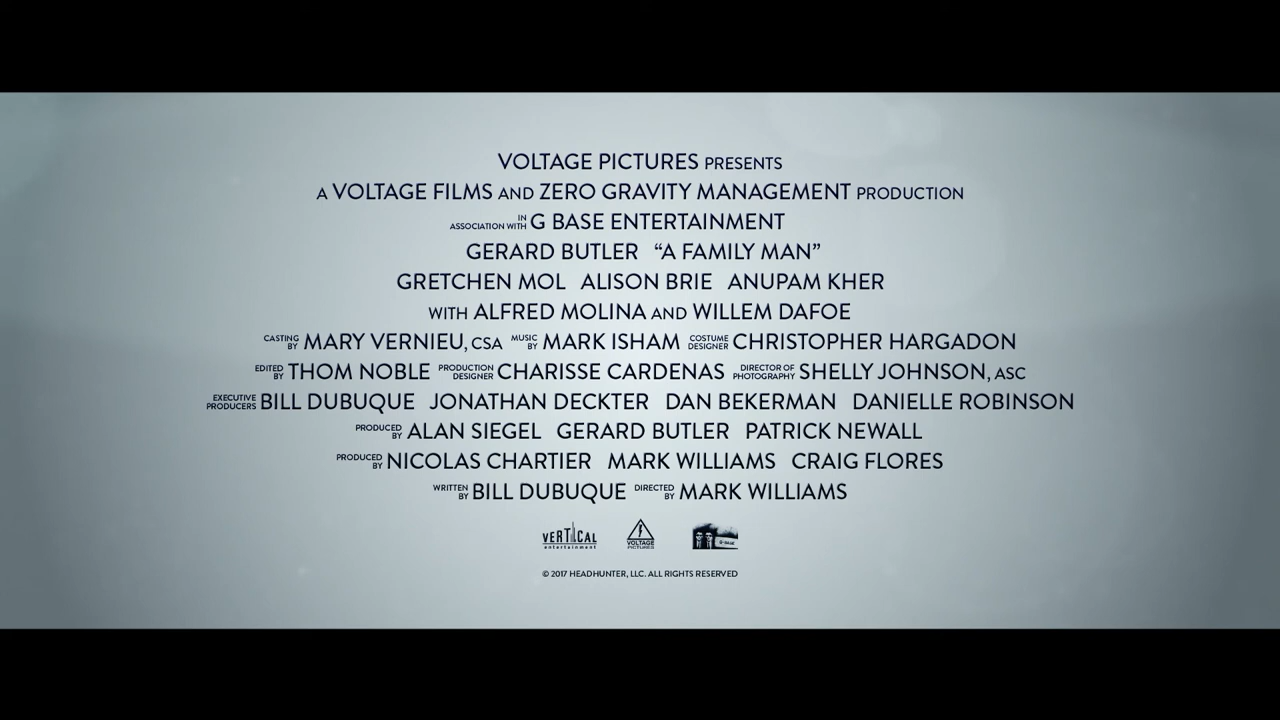 VOLTAGE PICTURES PRESENTS
A VOLTAGE FILMS AND ZERO GRAVITY MANAGEMENT PRODUCTION
IN ASSOCIATION WITH G BASE ENTERTAINMENT
GERARD BUTLER “A FAMILY MAN”
GRETCHEN MOL ALISON BRIE ANUPAM KHER
WITH ALFRED MOLINA AND WILLEM DAFOE
CASTING BY MARY VERNIEU, CSA MUSIC BY MARK ISHAM COSTUME DESIGNER CHRISTOPHER HARGADON
EDITED BY THOM NOBLE PRODUCTION DESIGNER CHARISSE CARDENAS DIRECTOR OF PHOTOGRAPHY SHELLY JOHNSON, ASC
EXECUTIVE PRODUCERS BILL DUBUQUE JONATHAN DECKTER DAN BEKERMAN DANIELLE ROBINSON
PRODUCED BY ALAN SIEGEL GERARD BUTLER PATRICK NEWALL
PRODUCED BY NICOLAS CHARTIER MARK WILLIAMS CRAIG FLORES
WRITTEN BY BILL DUBUQUE DIRECTED BY MARK WILLIAMS
VERTICAL entertainment VOLTAGE PICTURES G-BASE
© 2017 HEADHUNTER, LLC. ALL RIGHTS RESERVED